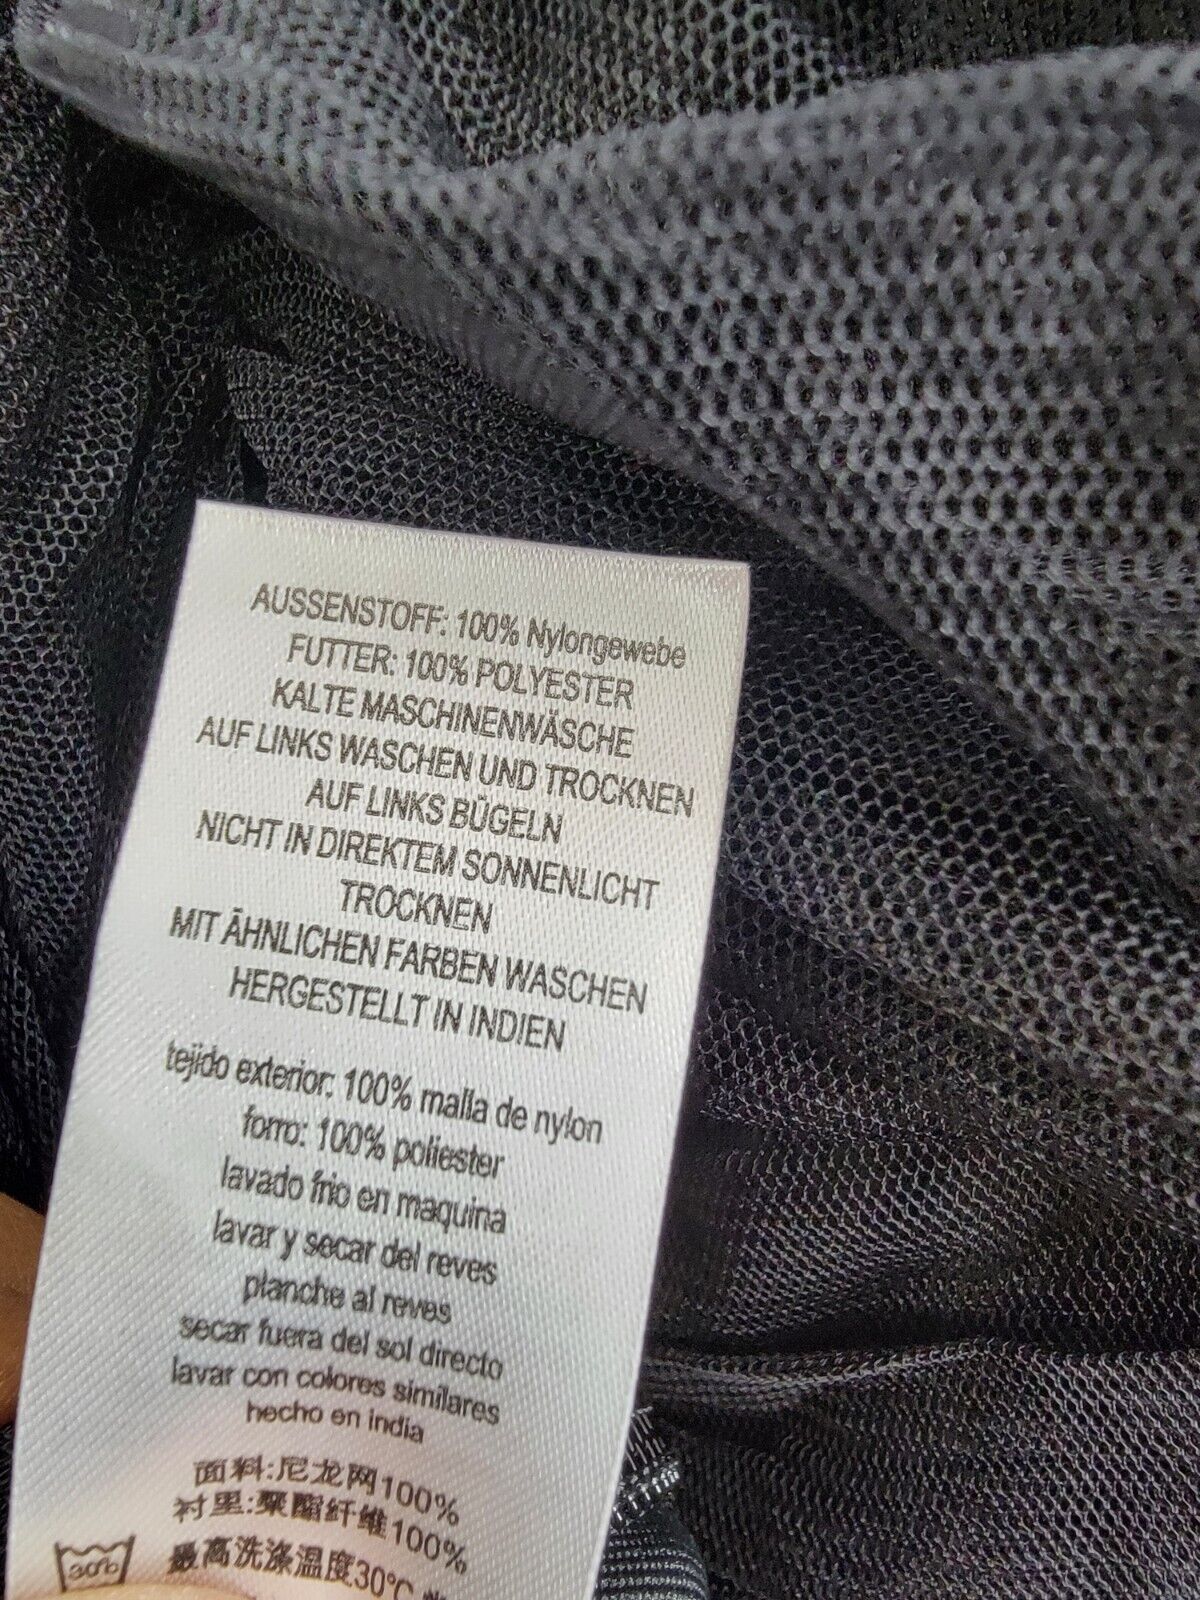 AUSSENSTOFF: 100% Nylongewebe
FUTTER: 100% POLYESTER
KALTE MASCHINENWÄSCHE
AUF LINKS WASCHEN UND TROCKNEN
AUF LINKS BÜGELN
NICHT IN DIREKTEM SONNENLICHT
TROCKNEN
MIT ÄHNLICHEN FARBEN WASCHEN
HERGESTELLT IN INDIEN
tejido exterior: 100% malla de nylon
forro: 100% poliester
lavado frio en maquina
lavar y secar del reves
planche al reves
secar fuera del sol directo
lavar con colores similares
hecho en india
面料:尼龙网100%
衬里:聚酯纤维100%
最高洗涤温度30℃
30℃